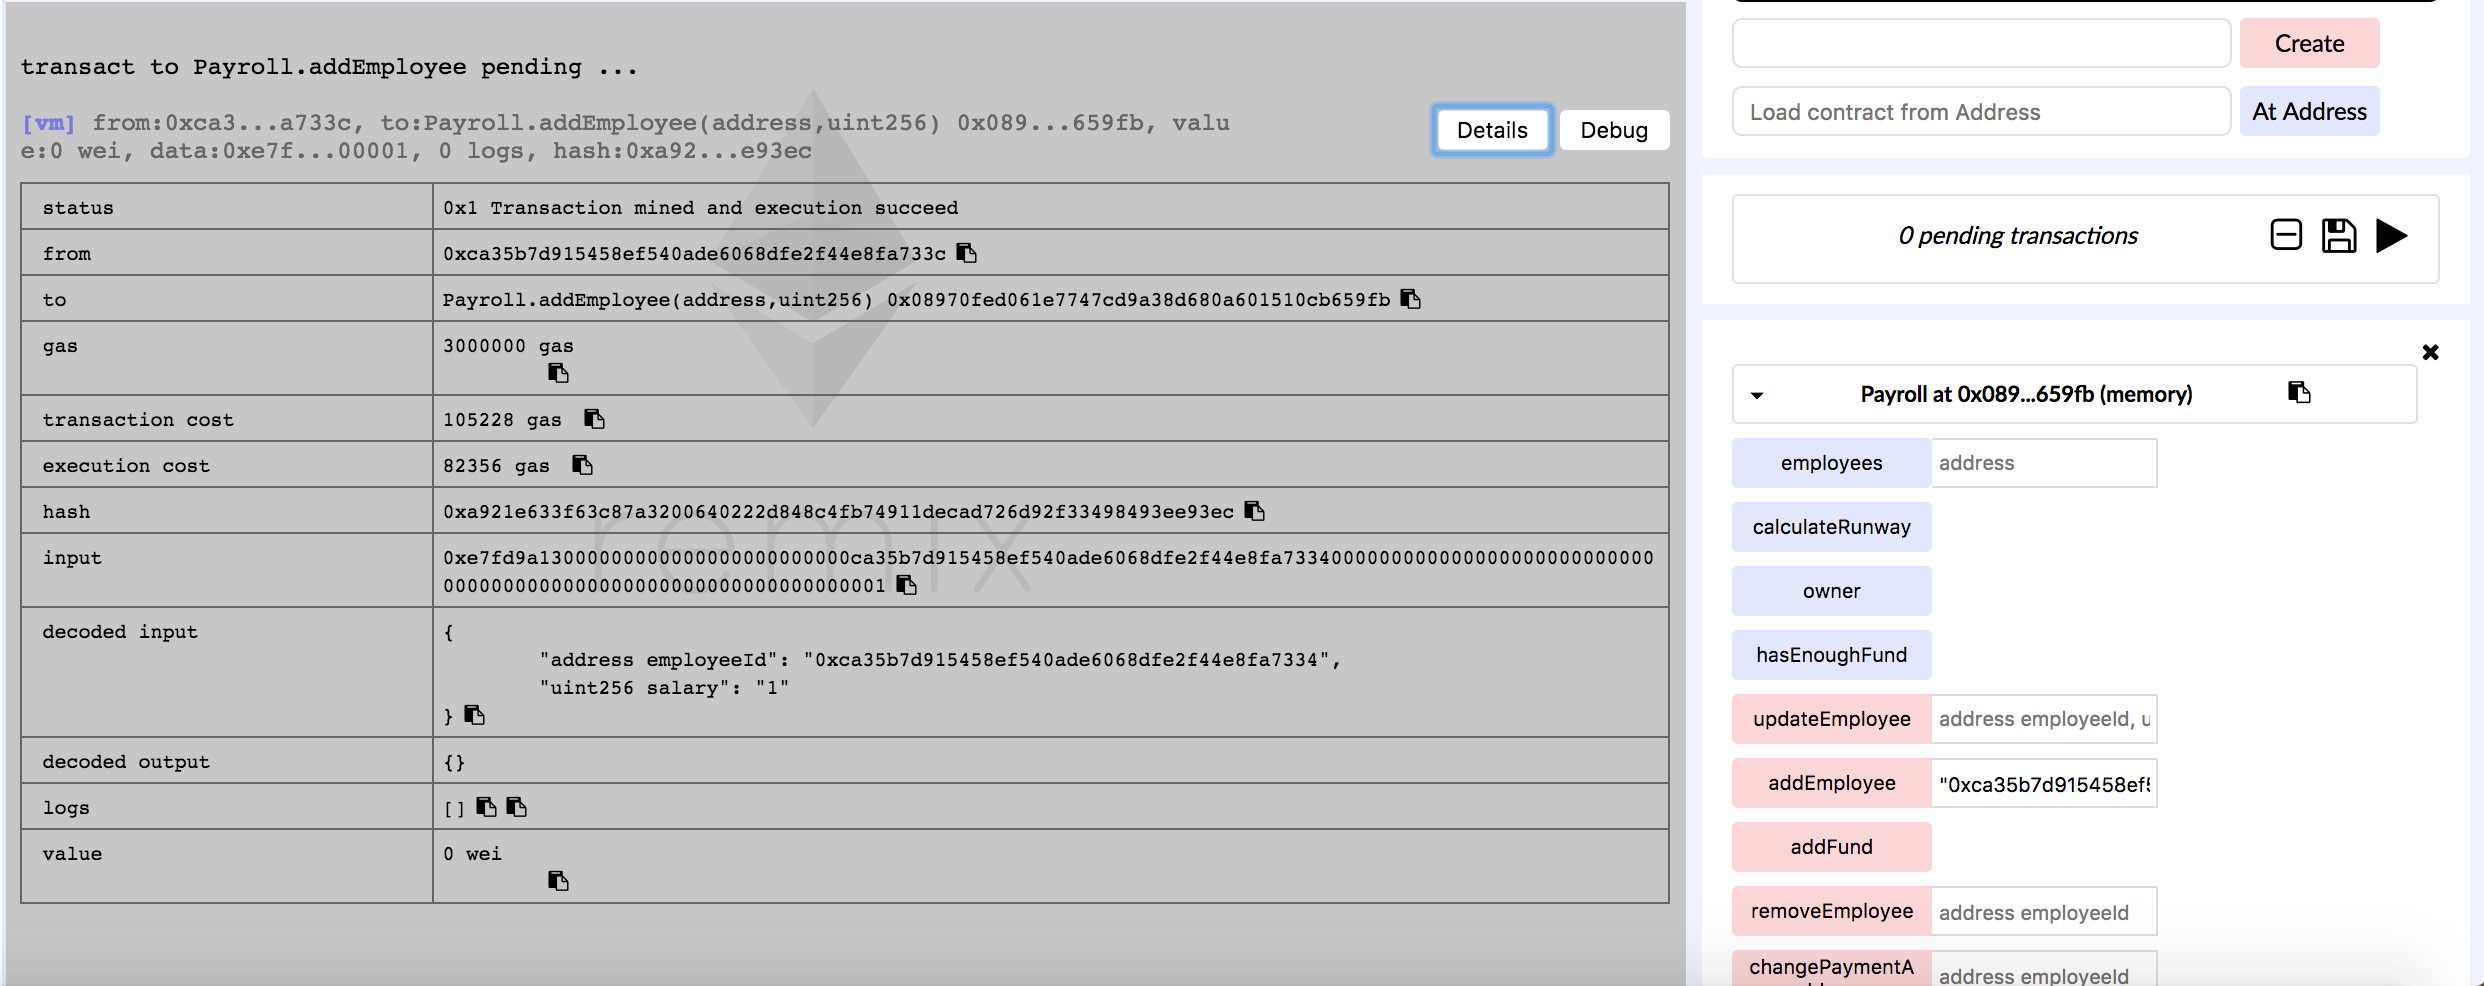 transact to Payroll.addEmployee pending ...
[vm] from:0xca3...a733c, to:Payroll.addEmployee(address,uint256) 0x089...659fb, valu
e:0 wei, data:0xe7f...00001, 0 logs, hash:0xa92...e93ec
Details
Debug
status
0x1 Transaction mined and execution succeed
from
0xca35b7d915458ef540ade6068dfe2f44e8fa733c
to
Payroll.addEmployee(address,uint256) 0x08970fed061e7747cd9a38d680a601510cb659fb
gas
3000000 gas
transaction cost
105228 gas
execution cost
82356 gas
hash
0xa921e633f63c87a3200640222d848c4fb74911decad726d92f33498493ee93ec
input
0xe7fd9a13000000000000000000000000ca35b7d915458ef540ade6068dfe2f44e8fa7334000000000000000000000000000
0000000000000000000000000000000000001
decoded input
{
"address employeeId": "0xca35b7d915458ef540ade6068dfe2f44e8fa7334",
"uint256 salary": "1"
}
decoded output
{}
logs
[]
value
0 wei
remix
Create
Load contract from Address
At Address
0 pending transactions
Payroll at 0x089...659fb (memory)
employees
address
calculateRunway
owner
hasEnoughFund
updateEmployee
address employeeId, u
addEmployee
"0xca35b7d915458ef5
addFund
removeEmployee
address employeeId
changePaymentA
address employeeId